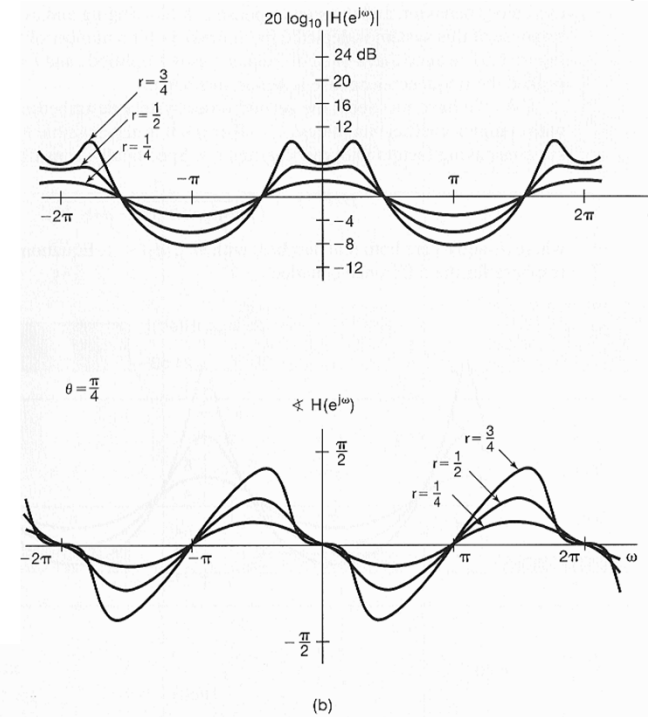 20 log₁₀ |H(e^jω)|
24 dB
20
16
12
r = 3/4
r = 1/2
r = 1/4
−2π
−π
π
2π
−4
−8
−12
θ = π/4
∢ H(e^jω)
π/2
r = 3/4
r = 1/2
r = 1/4
−2π
−π
π
2π
ω
−π/2
(b)